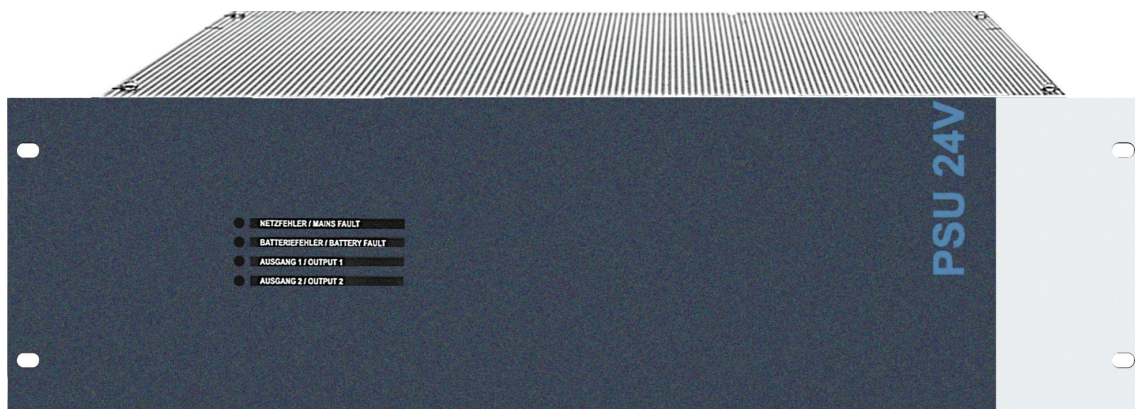 NETZFEHLER / MAINS FAULT
BATTERIEFEHLER / BATTERY FAULT
AUSGANG 1 / OUTPUT 1
AUSGANG 2 / OUTPUT 2
PSU 24V